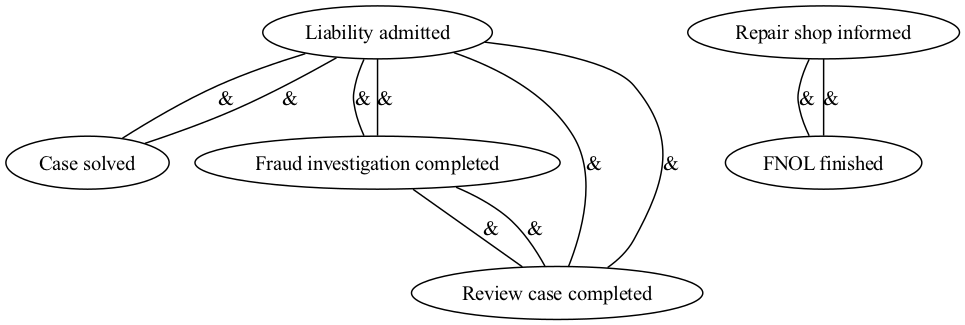 Liability admitted
Repair shop informed
&
&
&
&
&
&
&
&
Case solved
Fraud investigation completed
FNOL finished
&
&
Review case completed